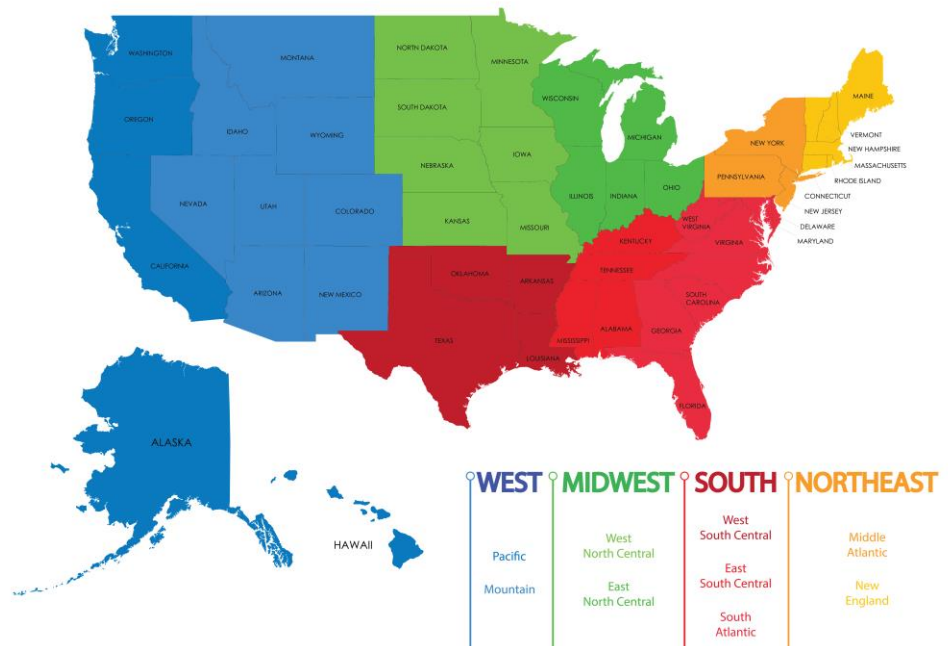 WASHINGTON
MONTANA
NORTH DAKOTA
MINNESOTA
MAINE
OREGON
IDAHO
WYOMING
SOUTH DAKOTA
WISCONSIN
MICHIGAN
NEW YORK
VERMONT
NEW HAMPSHIRE
MASSACHUSETTS
RHODE ISLAND
CONNECTICUT
NEW JERSEY
DELAWARE
MARYLAND
NEVADA
UTAH
COLORADO
NEBRASKA
IOWA
KANSAS
MISSOURI
ILLINOIS
INDIANA
OHIO
PENNSYLVANIA
WEST
VIRGINIA
VIRGINIA
KENTUCKY
CALIFORNIA
ARIZONA
NEW MEXICO
OKLAHOMA
ARKANSAS
TENNESSEE
SOUTH
CAROLINA
TEXAS
LOUISIANA
MISSISSIPPI
ALABAMA
GEORGIA
FLORIDA
ALASKA
HAWAII
WEST
Pacific
Mountain
MIDWEST
West
North Central
East
North Central
SOUTH
West
South Central
East
South Central
South
Atlantic
NORTHEAST
Middle
Atlantic
New
England